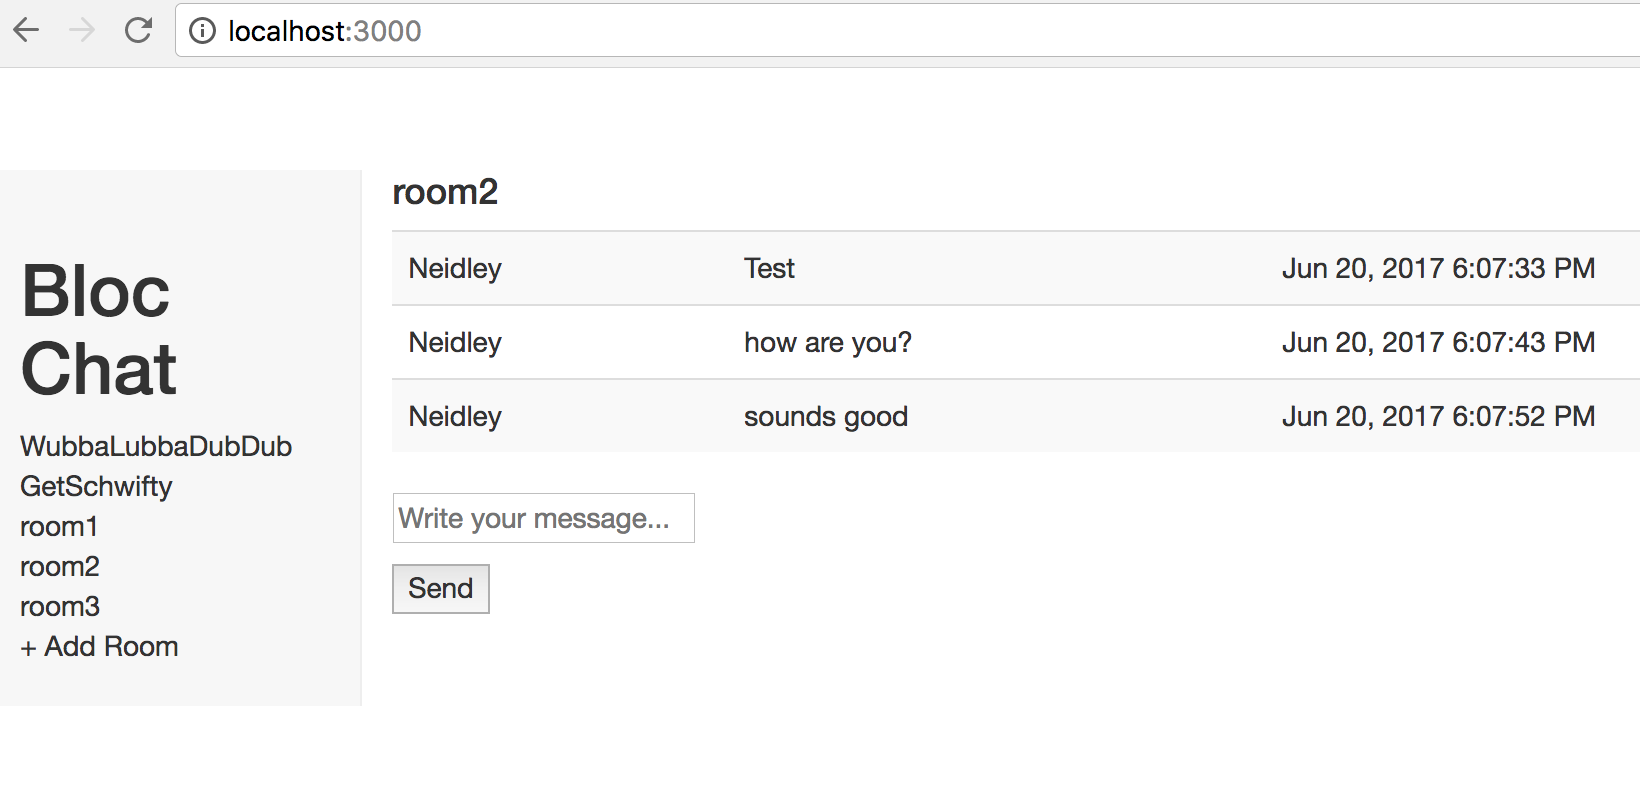 localhost:3000
Bloc
Chat
WubbaLubbaDubDub
GetSchwifty
room1
room2
room3
+ Add Room
room2
Neidley Test Jun 20, 2017 6:07:33 PM
Neidley how are you? Jun 20, 2017 6:07:43 PM
Neidley sounds good Jun 20, 2017 6:07:52 PM
Write your message...
Send